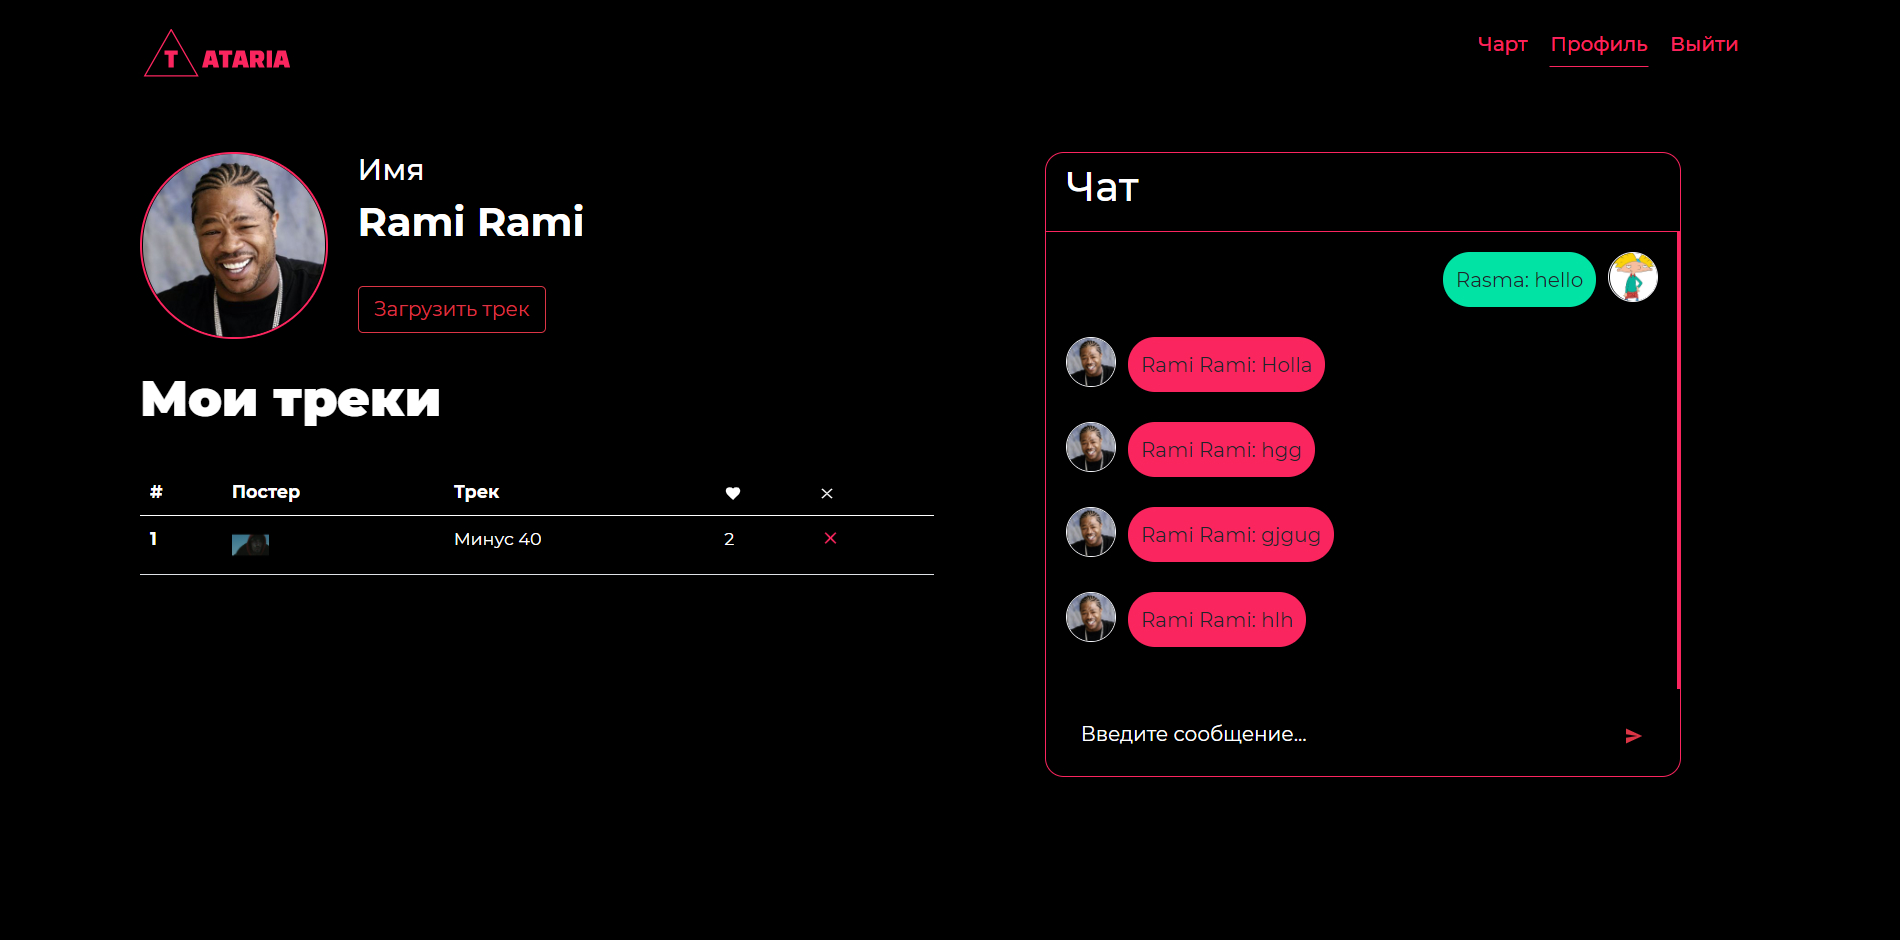 T ATARIA
Чарт Профиль Выйти
Имя
Rami Rami
Загрузить трек
Мои треки
# Постер Трек
1 Минус 40 2
Чат
Rasma: hello
Rami Rami: Holla
Rami Rami: hgg
Rami Rami: gjgug
Rami Rami: hlh
Введите сообщение...